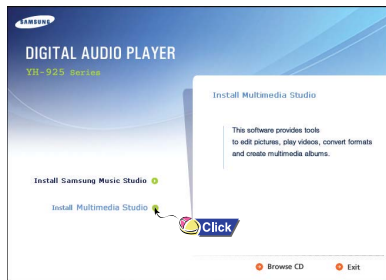 SAMSUNG
DIGITAL AUDIO PLAYER
YH-925 Series
Install Multimedia Studio
This software provides tools
to edit pictures, play videos, convert formats
and create multimedia albums.
Install Samsung Music Studio
Install Multimedia Studio
Click
Browse CD
Exit